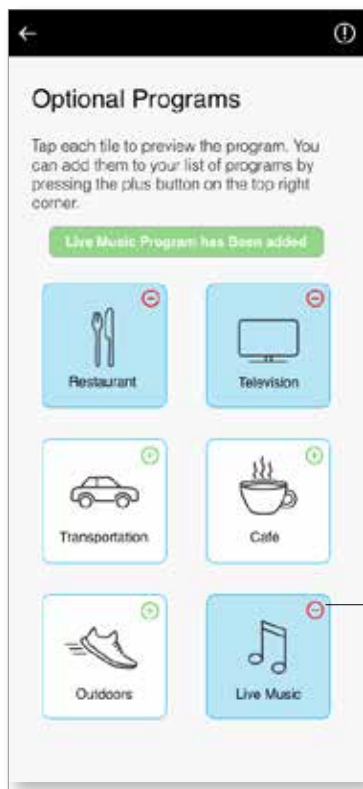 Optional Programs
Tap each tile to preview the program. You
can add them to your list of programs by
pressing the plus button on the top right
corner.
Live Music Program has Been added
Restaurant
Television
Transportation
Café
Outdoors
Live Music